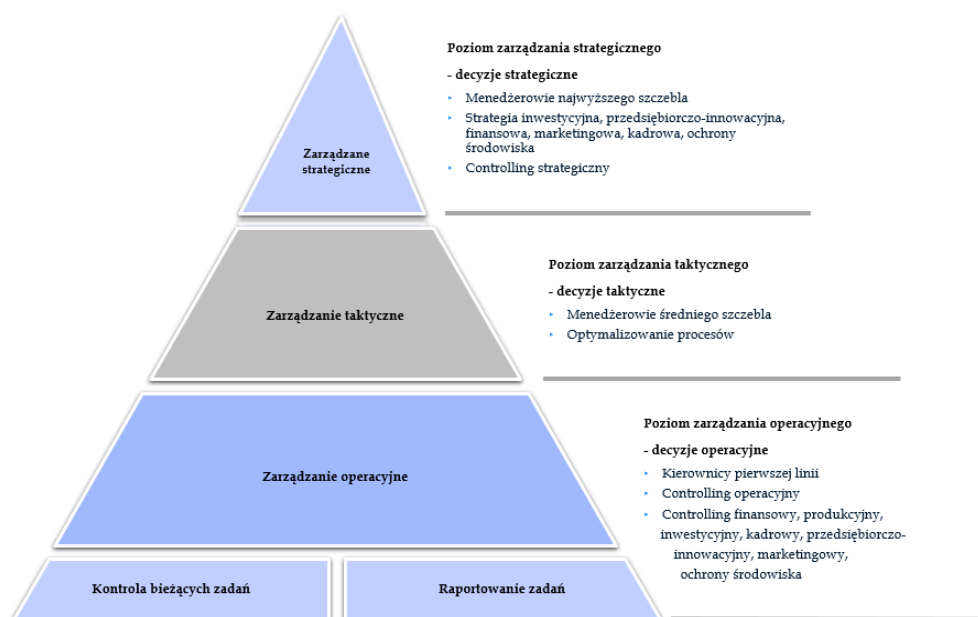 Poziom zarządzania strategicznego
- decyzje strategiczne
‣ Menedżerowie najwyższego szczebla
‣ Strategia inwestycyjna, przedsiębiorczo-innowacyjna,
finansowa, marketingowa, kadrowa, ochrony
środowiska
‣ Controlling strategiczny
Zarządzane
strategiczne
Poziom zarządzania taktycznego
- decyzje taktyczne
‣ Menedżerowie średniego szczebla
‣ Optymalizowanie procesów
Zarządzanie taktyczne
Poziom zarządzania operacyjnego
- decyzje operacyjne
‣ Kierownicy pierwszej linii
‣ Controlling operacyjny
‣ Controlling finansowy, produkcyjny,
inwestycyjny, kadrowy, przedsiębiorczo-
innowacyjny, marketingowy,
ochrony środowiska
Zarządzanie operacyjne
Kontrola bieżących zadań
Raportowanie zadań